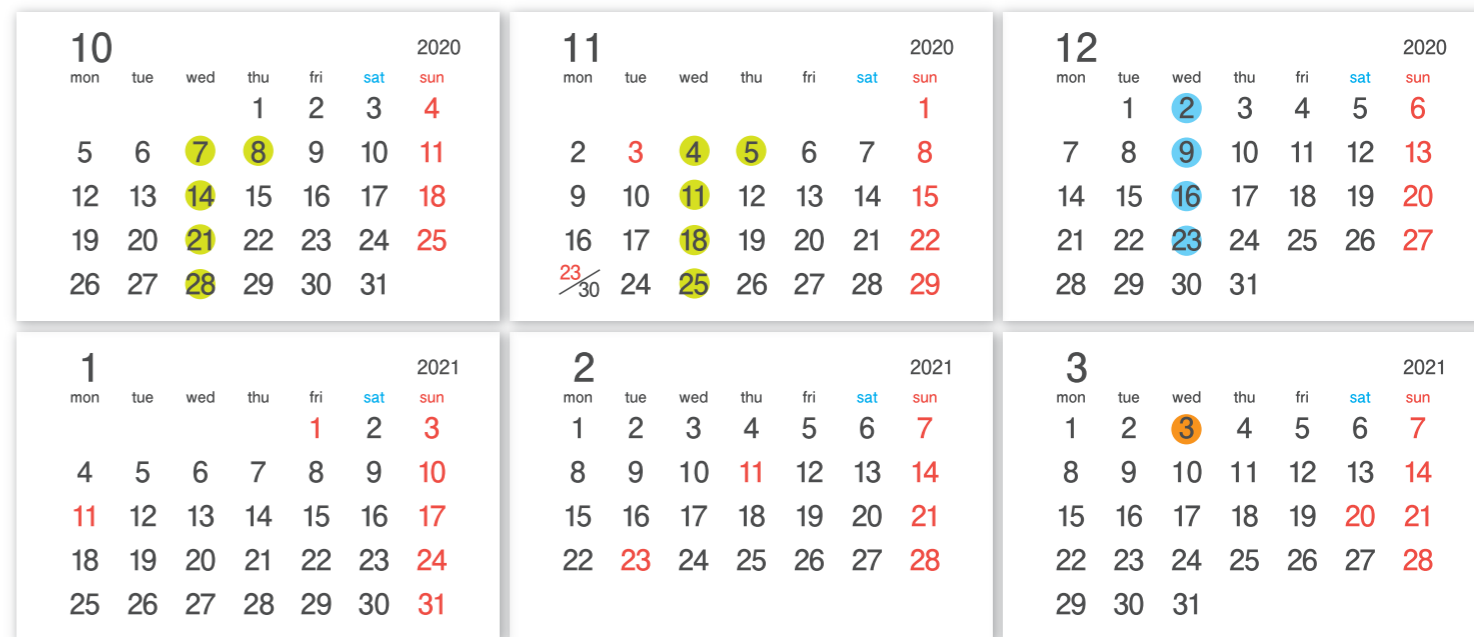 10 2020
mon tue wed thu fri sat sun
1 2 3 4
5 6 7 8 9 10 11
12 13 14 15 16 17 18
19 20 21 22 23 24 25
26 27 28 29 30 31
11 2020
mon tue wed thu fri sat sun
1
2 3 4 5 6 7 8
9 10 11 12 13 14 15
16 17 18 19 20 21 22
23/30 24 25 26 27 28 29
12 2020
mon tue wed thu fri sat sun
1 2 3 4 5 6
7 8 9 10 11 12 13
14 15 16 17 18 19 20
21 22 23 24 25 26 27
28 29 30 31
1 2021
mon tue wed thu fri sat sun
1 2 3
4 5 6 7 8 9 10
11 12 13 14 15 16 17
18 19 20 21 22 23 24
25 26 27 28 29 30 31
2 2021
mon tue wed thu fri sat sun
1 2 3 4 5 6 7
8 9 10 11 12 13 14
15 16 17 18 19 20 21
22 23 24 25 26 27 28
3 2021
mon tue wed thu fri sat sun
1 2 3 4 5 6 7
8 9 10 11 12 13 14
15 16 17 18 19 20 21
22 23 24 25 26 27 28
29 30 31